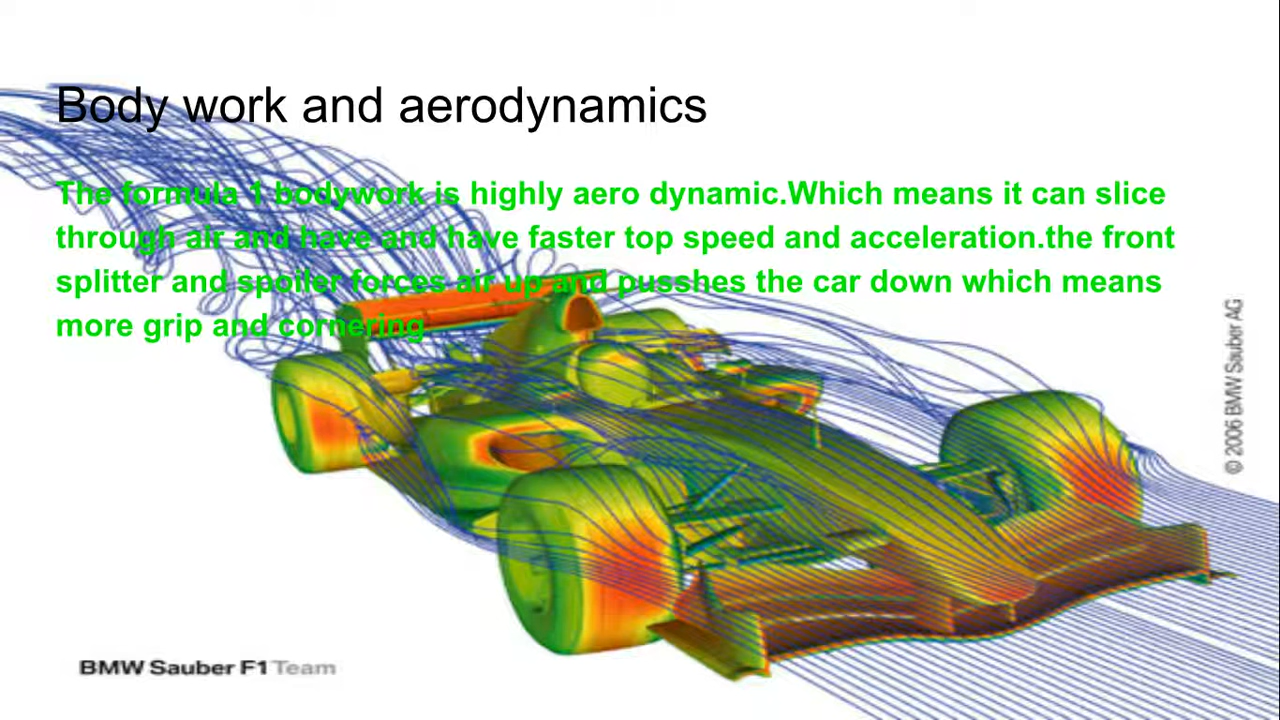 Body work and aerodynamics
The formula 1 bodywork is highly aero dynamic.Which means it can slice
through air and have and have faster top speed and acceleration.the front
splitter and spoiler forces air up and pusshes the car down which means
more grip and cornering
© 2006 BMW Sauber AG
BMW Sauber F1 Team